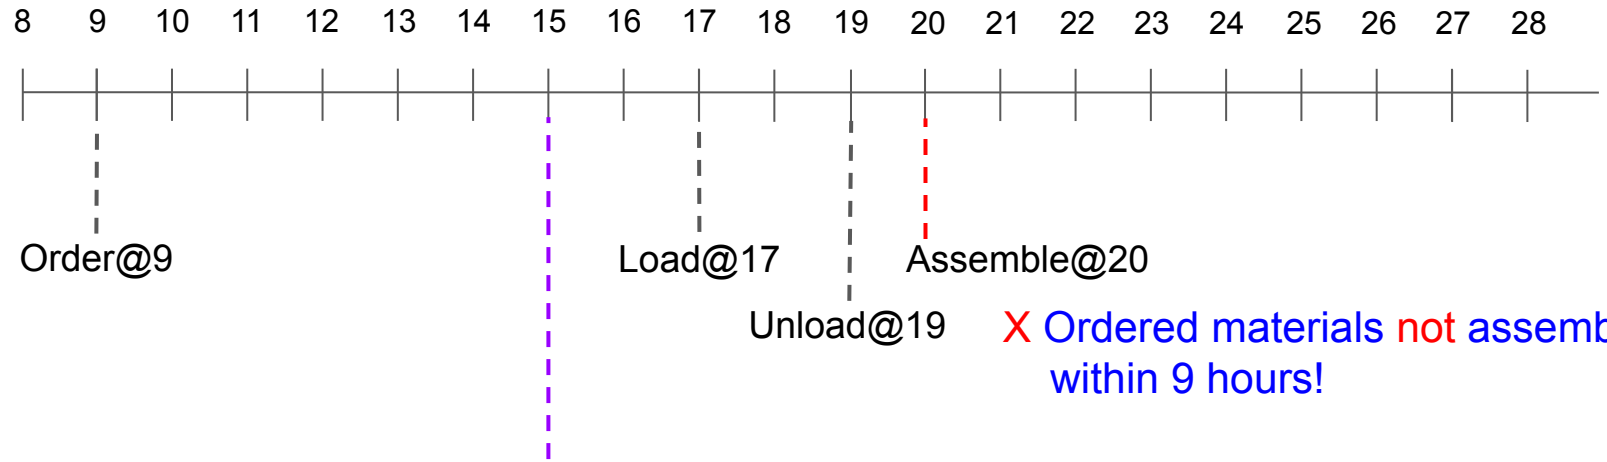 8 9 10 11 12 13 14 15 16 17 18 19 20 21 22 23 24 25 26 27 28
Order@9 Load@17 Assemble@20
Unload@19 X Ordered materials not assemb
within 9 hours!